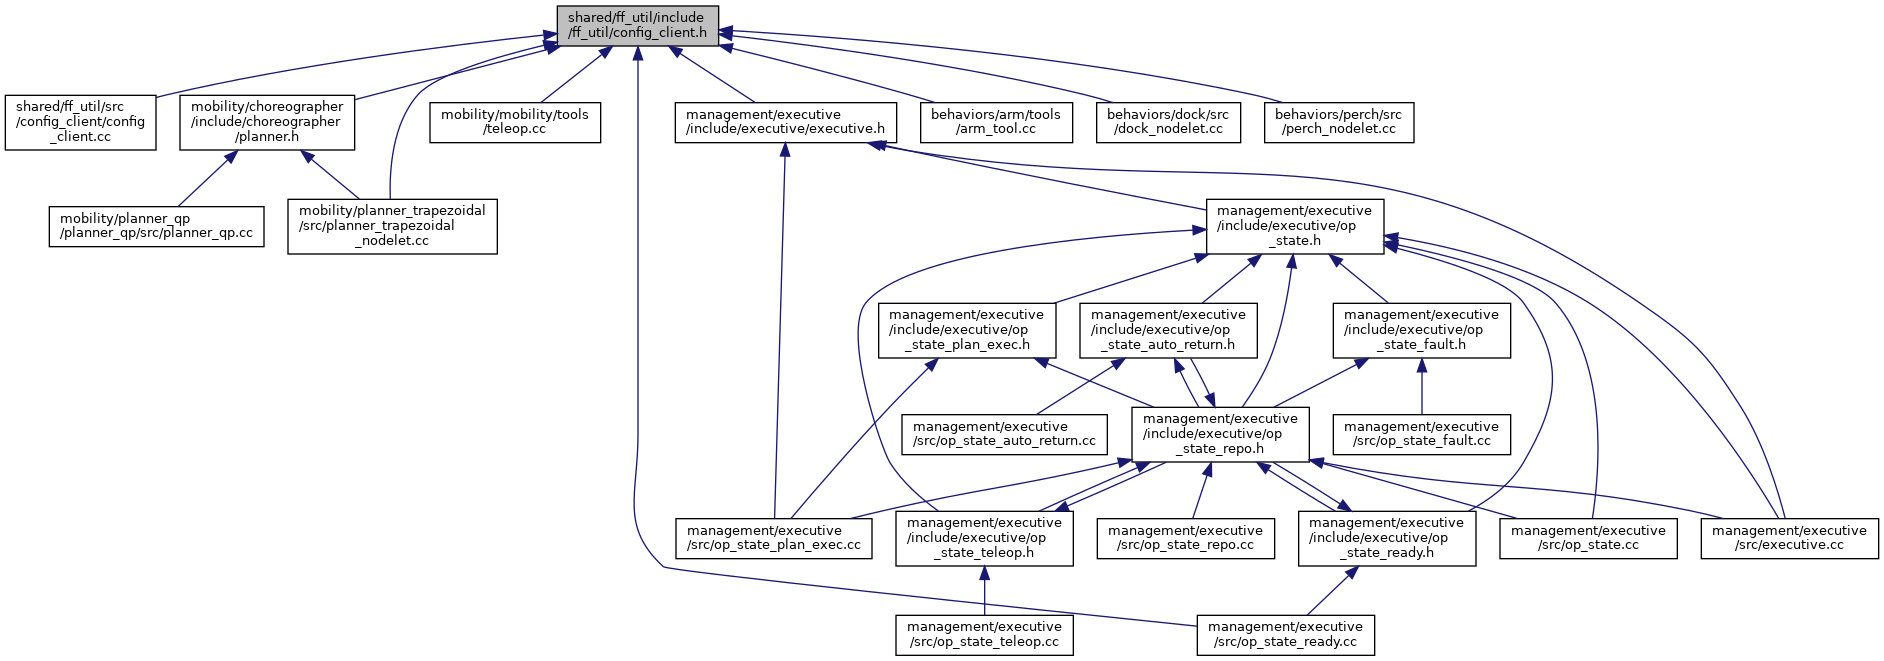 shared/ff_util/include
/ff_util/config_client.h
shared/ff_util/src
/config_client/config
_client.cc
mobility/choreographer
/include/choreographer
/planner.h
mobility/mobility/tools
/teleop.cc
management/executive
/include/executive/executive.h
behaviors/arm/tools
/arm_tool.cc
behaviors/dock/src
/dock_nodelet.cc
behaviors/perch/src
/perch_nodelet.cc
mobility/planner_qp
/planner_qp/src/planner_qp.cc
mobility/planner_trapezoidal
/src/planner_trapezoidal
_nodelet.cc
management/executive
/include/executive/op
_state.h
management/executive
/include/executive/op
_state_plan_exec.h
management/executive
/include/executive/op
_state_auto_return.h
management/executive
/include/executive/op
_state_fault.h
management/executive
/src/op_state_auto_return.cc
management/executive
/include/executive/op
_state_repo.h
management/executive
/src/op_state_fault.cc
management/executive
/src/op_state_plan_exec.cc
management/executive
/include/executive/op
_state_teleop.h
management/executive
/src/op_state_repo.cc
management/executive
/include/executive/op
_state_ready.h
management/executive
/src/op_state.cc
management/executive
/src/executive.cc
management/executive
/src/op_state_teleop.cc
management/executive
/src/op_state_ready.cc